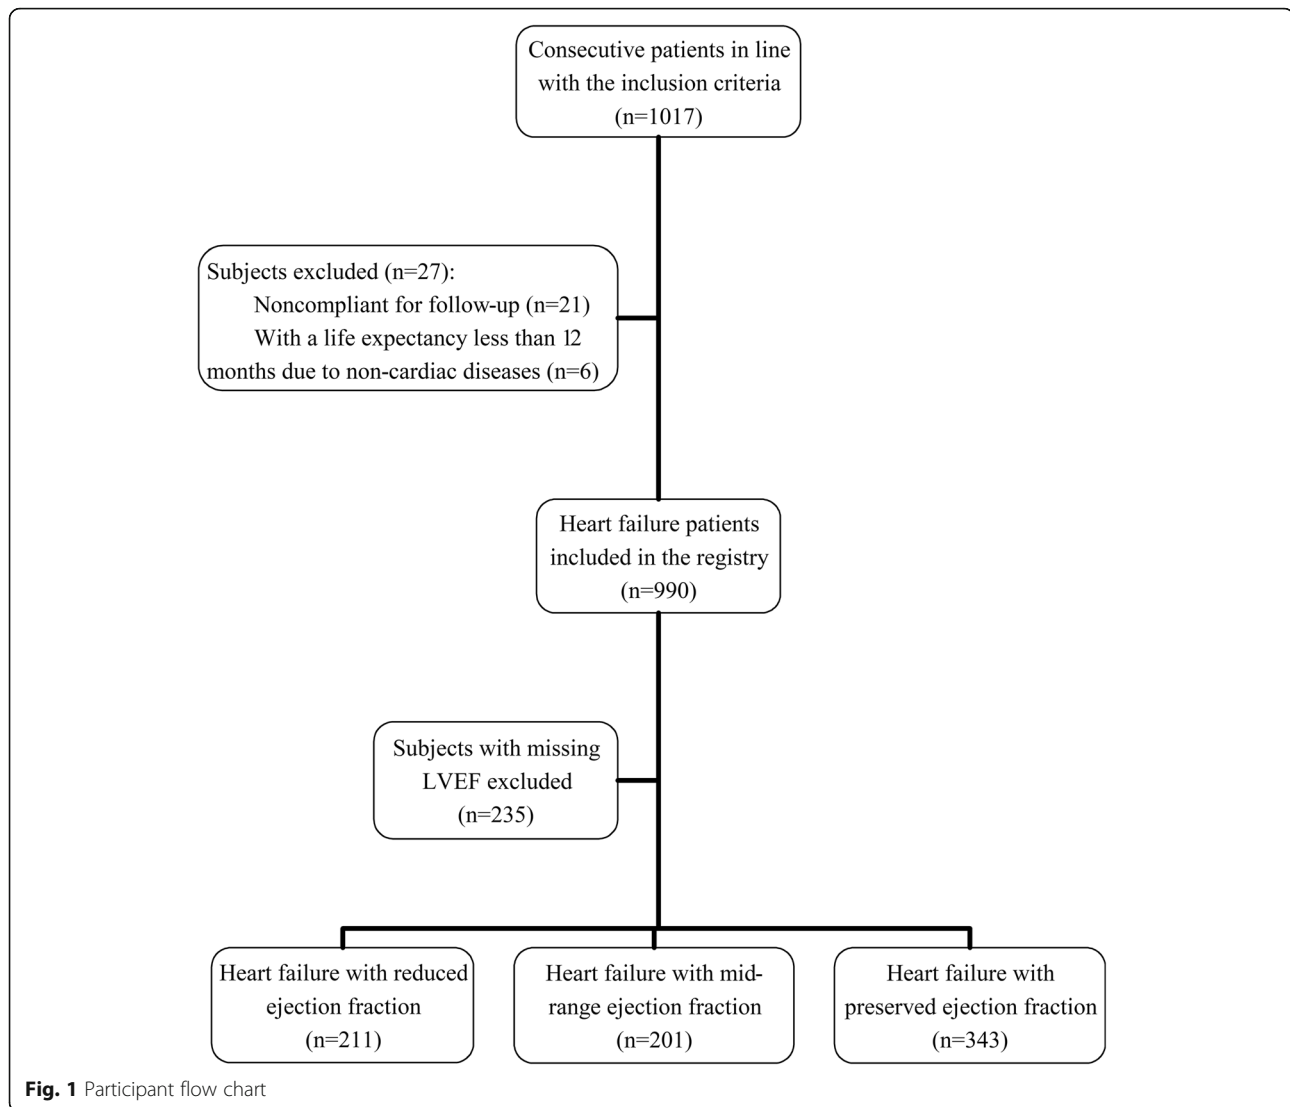 Consecutive patients in line
with the inclusion criteria
(n=1017)
Subjects excluded (n=27):
Noncompliant for follow-up (n=21)
With a life expectancy less than 12
months due to non-cardiac diseases (n=6)
Heart failure patients
included in the registry
(n=990)
Subjects with missing
LVEF excluded
(n=235)
Heart failure with reduced
ejection fraction
(n=211)
Heart failure with mid-
range ejection fraction
(n=201)
Heart failure with
preserved ejection fraction
(n=343)
Fig. 1 Participant flow chart